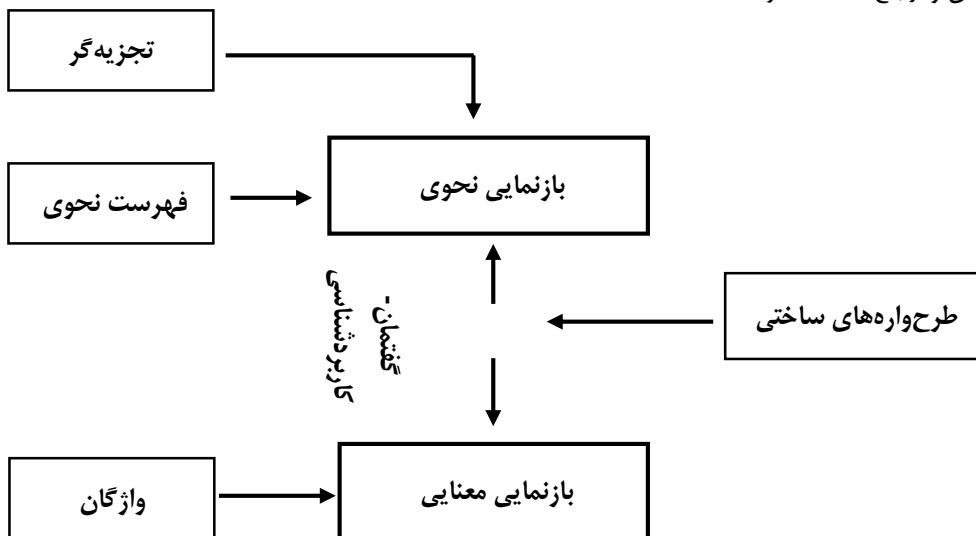 تجزیه‌گر
بازنمایی نحوی
فهرست نحوی
گفتمان-
کاربردشناسی
طرح‌واره‌های ساختی
بازنمایی معنایی
واژگان